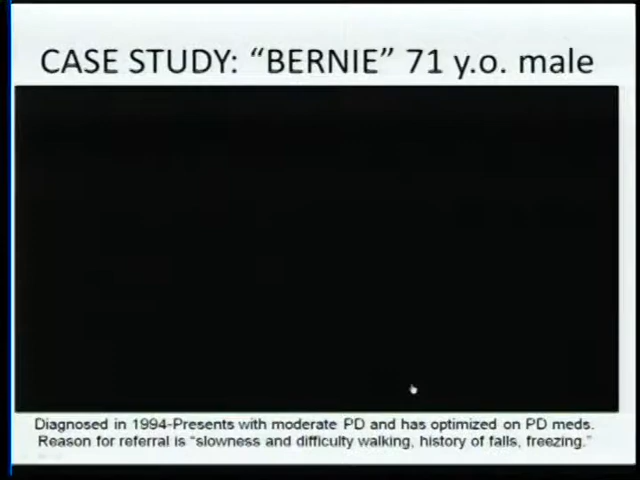 CASE STUDY: “BERNIE” 71 y.o. male
Diagnosed in 1994-Presents with moderate PD and has optimized on PD meds.
Reason for referral is “slowness and difficulty walking, history of falls, freezing.”